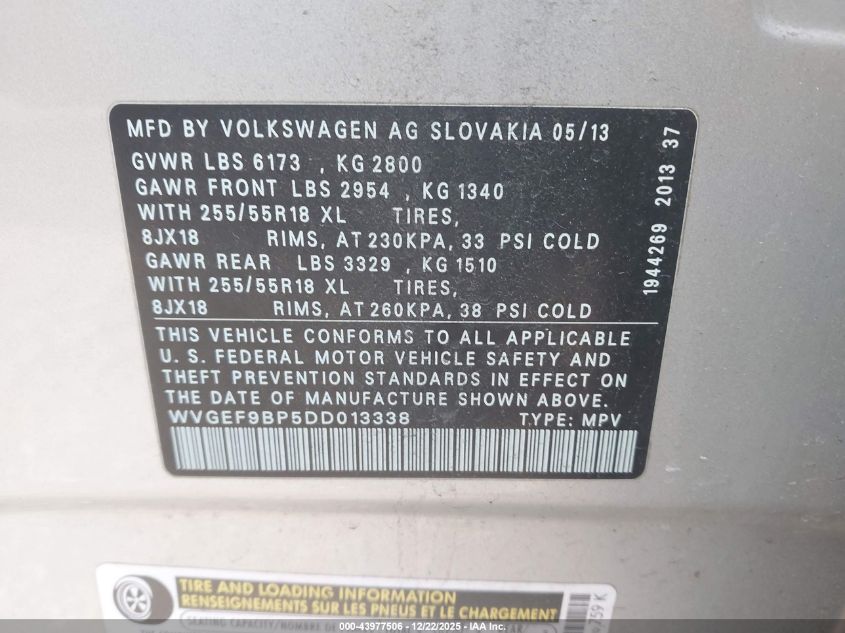 MFD BY VOLKSWAGEN AG SLOVAKIA 05/13
GVWR LBS 6173 , KG 2800
GAWR FRONT LBS 2954 , KG 1340
WITH 255/55R18 XL TIRES,
8JX18 RIMS, AT 230KPA, 33 PSI COLD
GAWR REAR LBS 3329 , KG 1510
WITH 255/55R18 XL TIRES,
8JX18 RIMS, AT 260KPA, 38 PSI COLD
THIS VEHICLE CONFORMS TO ALL APPLICABLE
U. S. FEDERAL MOTOR VEHICLE SAFETY AND
THEFT PREVENTION STANDARDS IN EFFECT ON
THE DATE OF MANUFACTURE SHOWN ABOVE.
WVGEF9BP5DD013338 TYPE: MPV
1944269 2013 37
TIRE AND LOADING INFORMATION
RENSEIGNEMENTS SUR LES PNEUS ET LE CHARGEMENT
SEATING CAPACITY
000-43977506 - 12/22/2025 - IAA, Inc.